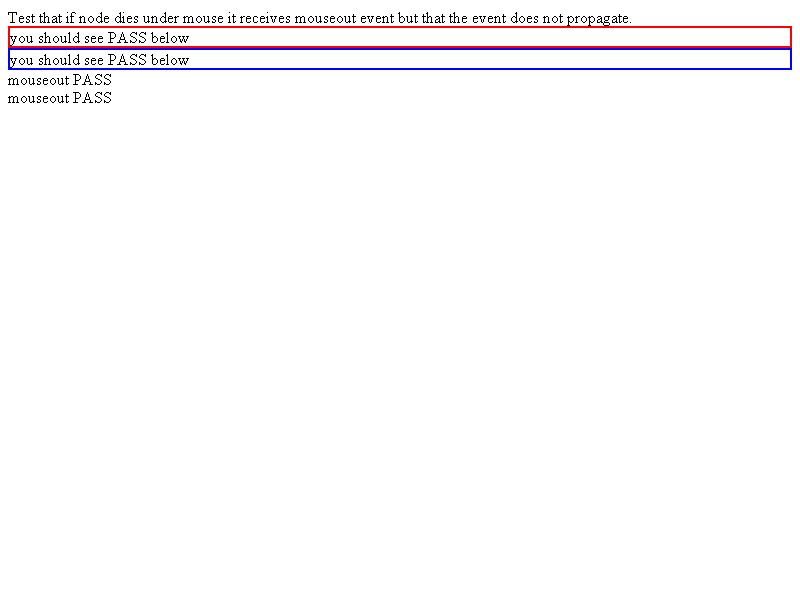 Test that if node dies under mouse it receives mouseout event but that the event does not propagate.
you should see PASS below
you should see PASS below
mouseout PASS
mouseout PASS